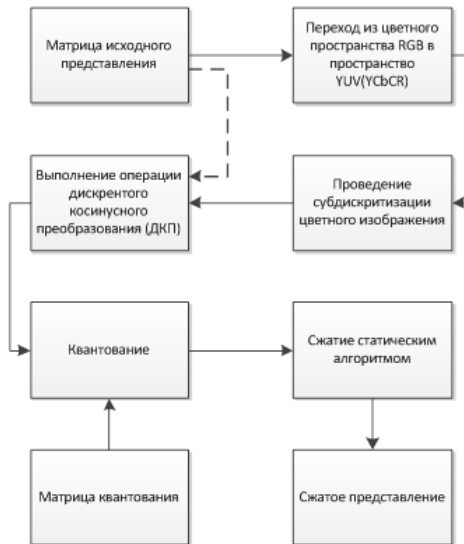 Матрица исходного
представления
Переход из цветного
пространства RGB в
пространство
YUV(YCbCR)
Выполнение операции
дискрентого
косинусного
преобразования (ДКП)
Проведение
субдискритизации
цветного изображения
Квантование
Сжатие статическим
алгоритмом
Матрица квантования
Сжатое представление